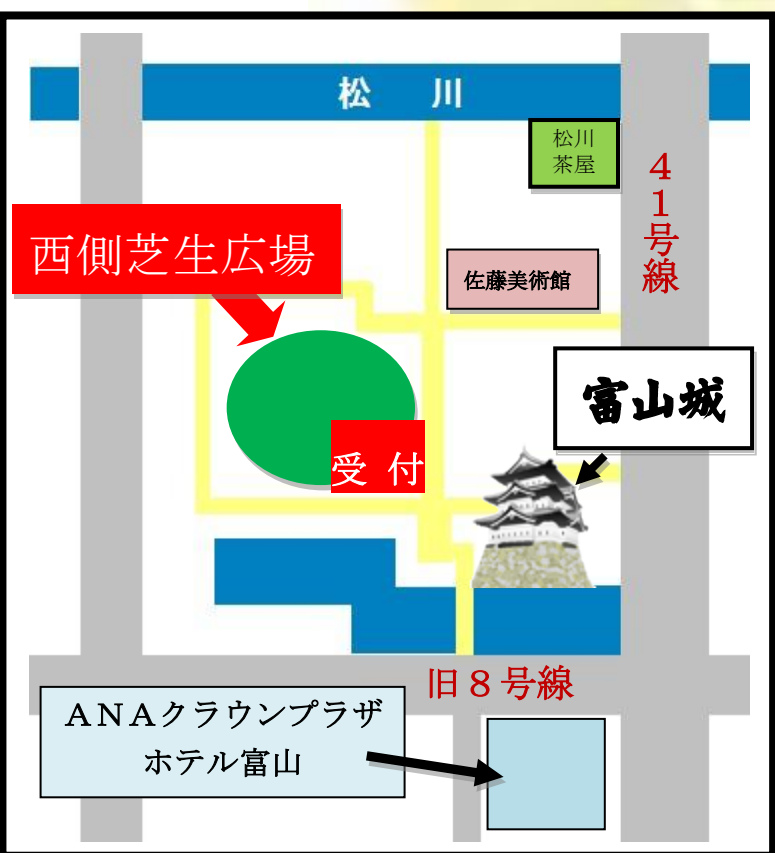 松 川
松川
茶屋
41号線
西側芝生広場
佐藤美術館
富山城
受 付
旧8号線
ANAクラウンプラザ
ホテル富山